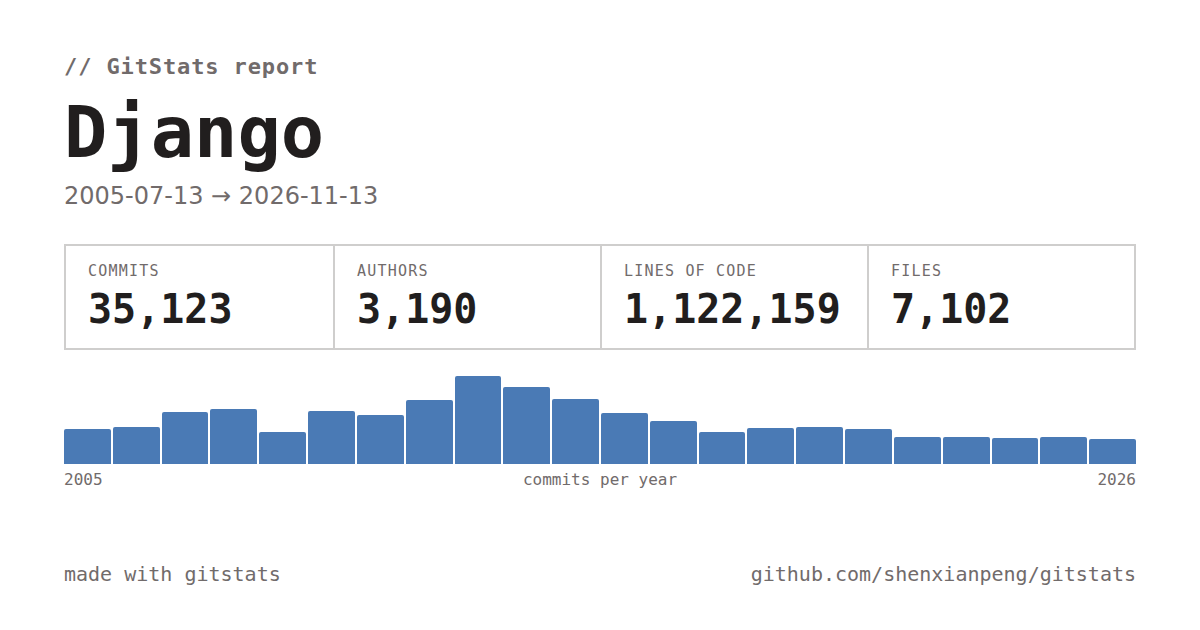 // GitStats report
Django
2005-07-13 → 2026-11-13
COMMITS AUTHORS LINES OF CODE FILES
35,123 3,190 1,122,159 7,102
2005 commits per year 2026
made with gitstats github.com/shenxianpeng/gitstats